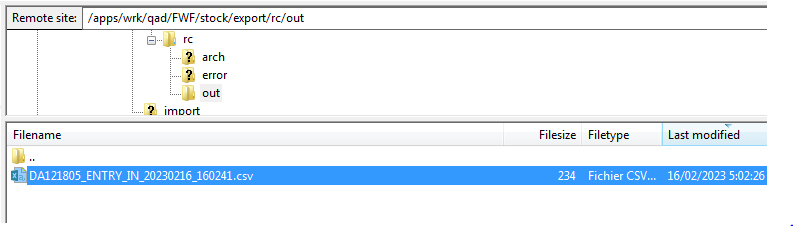 Remote site: /apps/wrk/qad/FWF/stock/export/rc/out
rc
? arch
? error
out
? import
Filename Filesize Filetype Last modified
..
DA121805_ENTRY_IN_20230216_160241.csv 234 Fichier CSV... 16/02/2023 5:02:26